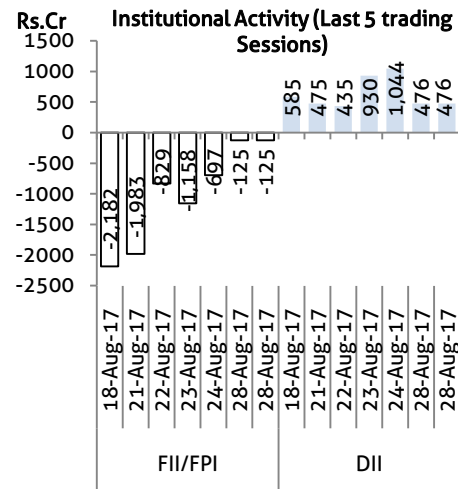 Rs.Cr
Institutional Activity (Last 5 trading
Sessions)
1500
1000
500
0
-500
-1000
-1500
-2000
-2500
-2,182
-1,983
-829
-1,158
-697
-125
-125
585
475
435
930
1,044
476
476
18-Aug-17
21-Aug-17
22-Aug-17
23-Aug-17
24-Aug-17
28-Aug-17
28-Aug-17
18-Aug-17
21-Aug-17
22-Aug-17
23-Aug-17
24-Aug-17
28-Aug-17
28-Aug-17
FII/FPI
DII